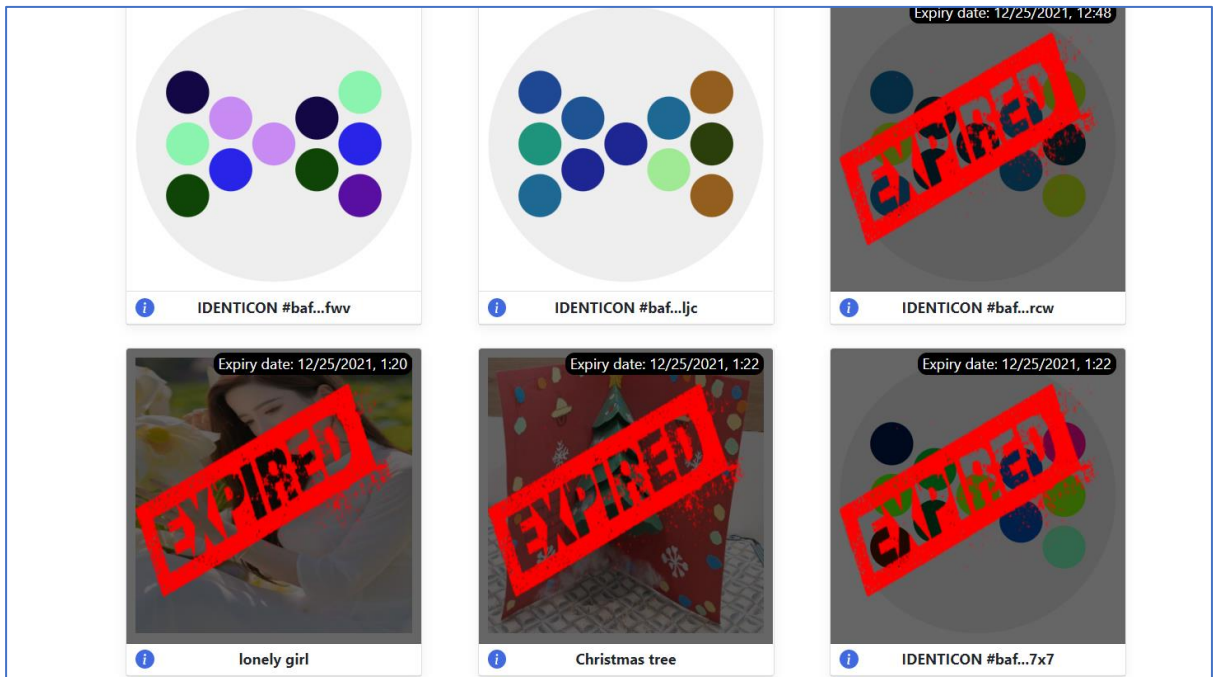 Expiry date: 12/25/2021, 12:48
EXPIRED
IDENTICON #baf...fwv
IDENTICON #baf...ljc
IDENTICON #baf...rcw
Expiry date: 12/25/2021, 1:20
Expiry date: 12/25/2021, 1:22
Expiry date: 12/25/2021, 1:22
EXPIRED
EXPIRED
EXPIRED
lonely girl
Christmas tree
IDENTICON #baf...7x7